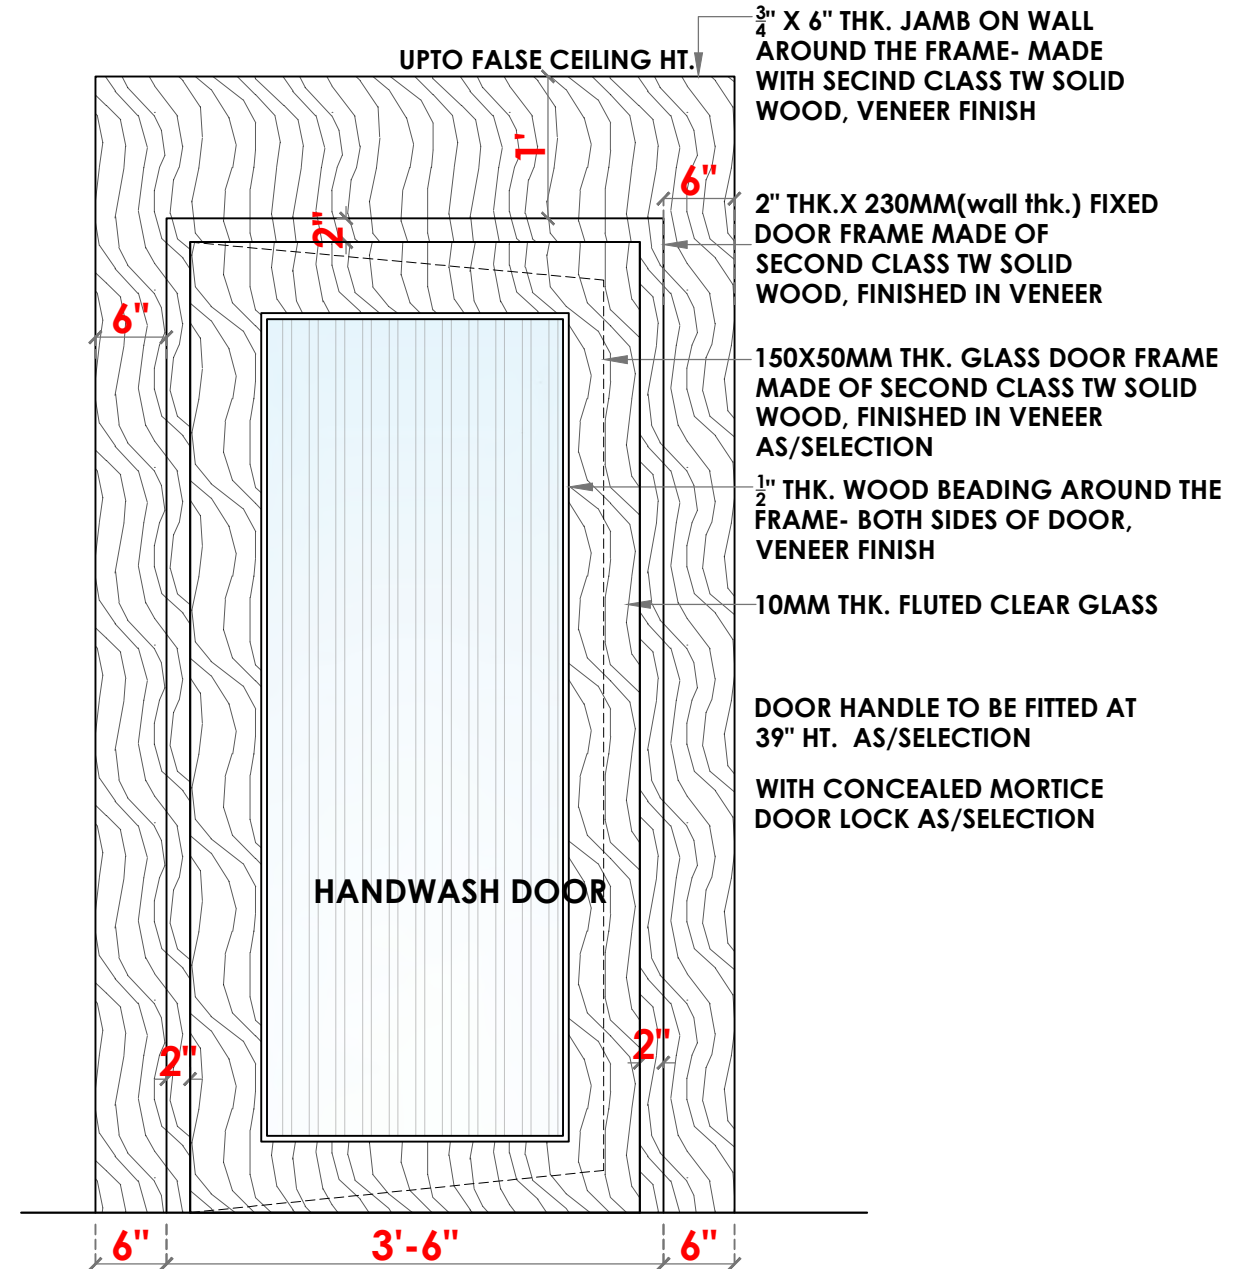 3/4" X 6" THK. JAMB ON WALL
AROUND THE FRAME- MADE
WITH SECIND CLASS TW SOLID
WOOD, VENEER FINISH
UPTO FALSE CEILING HT.
1'
6"
2" THK.X 230MM(wall thk.) FIXED
DOOR FRAME MADE OF
SECOND CLASS TW SOLID
WOOD, FINISHED IN VENEER
2"
6"
150X50MM THK. GLASS DOOR FRAME
MADE OF SECOND CLASS TW SOLID
WOOD, FINISHED IN VENEER
AS/SELECTION
1/2" THK. WOOD BEADING AROUND THE
FRAME- BOTH SIDES OF DOOR,
VENEER FINISH
10MM THK. FLUTED CLEAR GLASS
DOOR HANDLE TO BE FITTED AT
39" HT. AS/SELECTION
WITH CONCEALED MORTICE
DOOR LOCK AS/SELECTION
HANDWASH DOOR
2"
2"
6"
3'-6"
6"